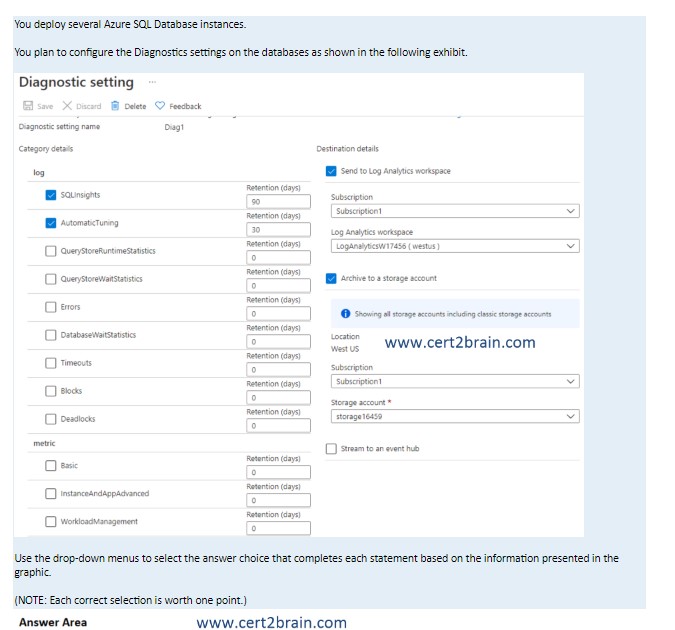 You deploy several Azure SQL Database instances.
You plan to configure the Diagnostics settings on the databases as shown in the following exhibit.
Diagnostic setting ...
Save Discard Delete Feedback
Diagnostic setting name Diag1
Category details
log
SQLInsights Retention (days) 90
AutomaticTuning Retention (days) 30
QueryStoreRuntimeStatistics Retention (days) 0
QueryStoreWaitStatistics Retention (days) 0
Errors Retention (days) 0
DatabaseWaitStatistics Retention (days) 0
Timeouts Retention (days) 0
Blocks Retention (days) 0
Deadlocks Retention (days) 0
metric
Basic Retention (days) 0
InstanceAndAppAdvanced Retention (days) 0
WorkloadManagement Retention (days) 0
Destination details
Send to Log Analytics workspace
Subscription
Subscription1
Log Analytics workspace
LogAnalyticsW17456 ( westus )
Archive to a storage account
Showing all storage accounts including classic storage accounts
Location
West US
www.cert2brain.com
Subscription
Subscription1
Storage account *
storage16459
Stream to an event hub
Use the drop-down menus to select the answer choice that completes each statement based on the information presented in the
graphic.
(NOTE: Each correct selection is worth one point.)
Answer Area www.cert2brain.com